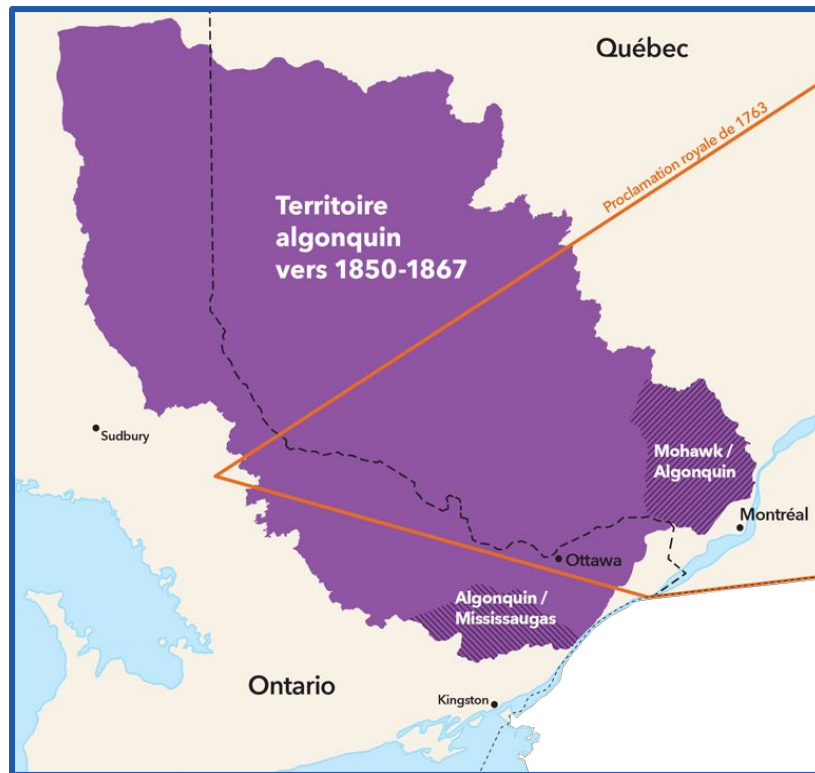 Québec
Proclamation royale de 1763
Territoire
algonquin
vers 1850-1867
Sudbury
Mohawk /
Algonquin
Montréal
Ottawa
Algonquin /
Mississaugas
Ontario
Kingston